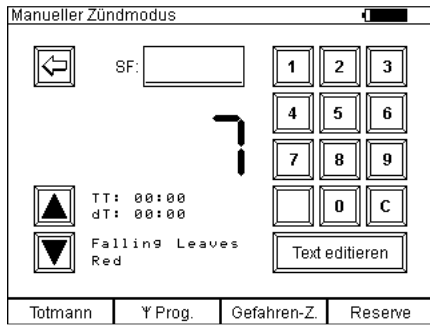 Manueller Zündmodus
SF:
1 2 3
4 5 6
7
7 8 9
0 C
TT: 00:00
dT: 00:00
Falling Leaves
Red
Text editieren
Totmann Ψ Prog. Gefahren-Z. Reserve